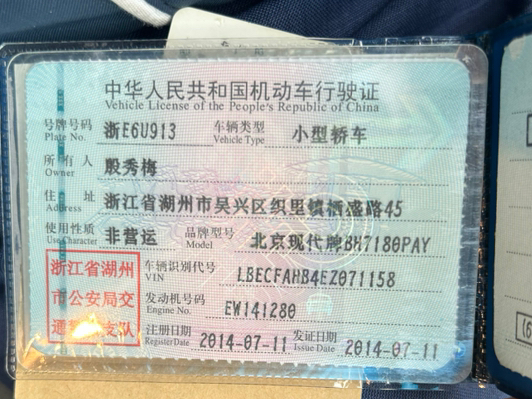 中华人民共和国机动车行驶证
Vehicle License of the People's Republic of China
号牌号码 浙E6U913 车辆类型 小型轿车
Plate No. Vehicle Type
所有人 殷秀梅
Owner
住址 浙江省湖州市吴兴区织里镇栖盛路45
Address
使用性质 非营运 品牌型号 北京现代牌BH7180PAY
Use Character Model
浙江省湖州
市公安局交
车辆识别代号 LBECFAHB4EZ071158
VIN
发动机号码 EW141280
Engine No.
支队
注册日期 2014-07-11 发证日期 2014-07-11
Register Date Issue Date